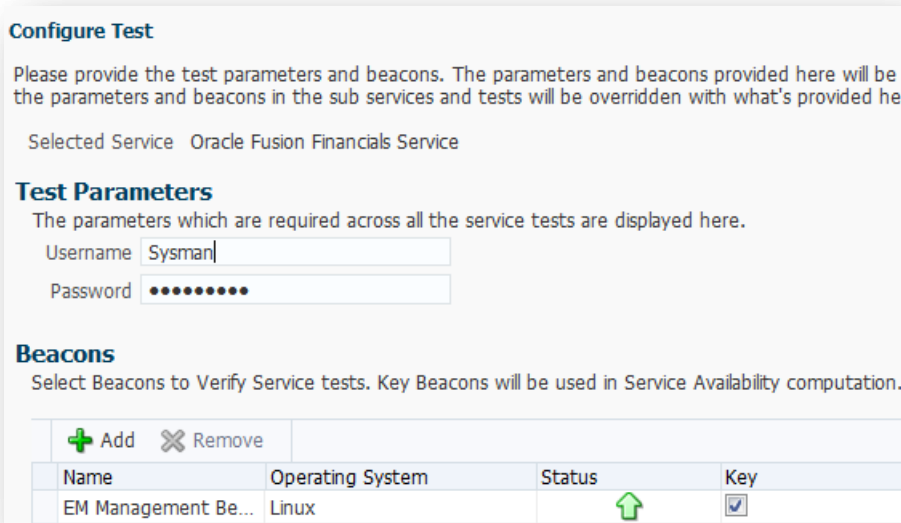 Configure Test
Please provide the test parameters and beacons. The parameters and beacons provided here will be
the parameters and beacons in the sub services and tests will be overridden with what's provided he
Selected Service Oracle Fusion Financials Service
Test Parameters
The parameters which are required across all the service tests are displayed here.
Username Sysman
Password •••••••••
Beacons
Select Beacons to Verify Service tests. Key Beacons will be used in Service Availability computation.
Add Remove
Name Operating System Status Key
EM Management Be... Linux